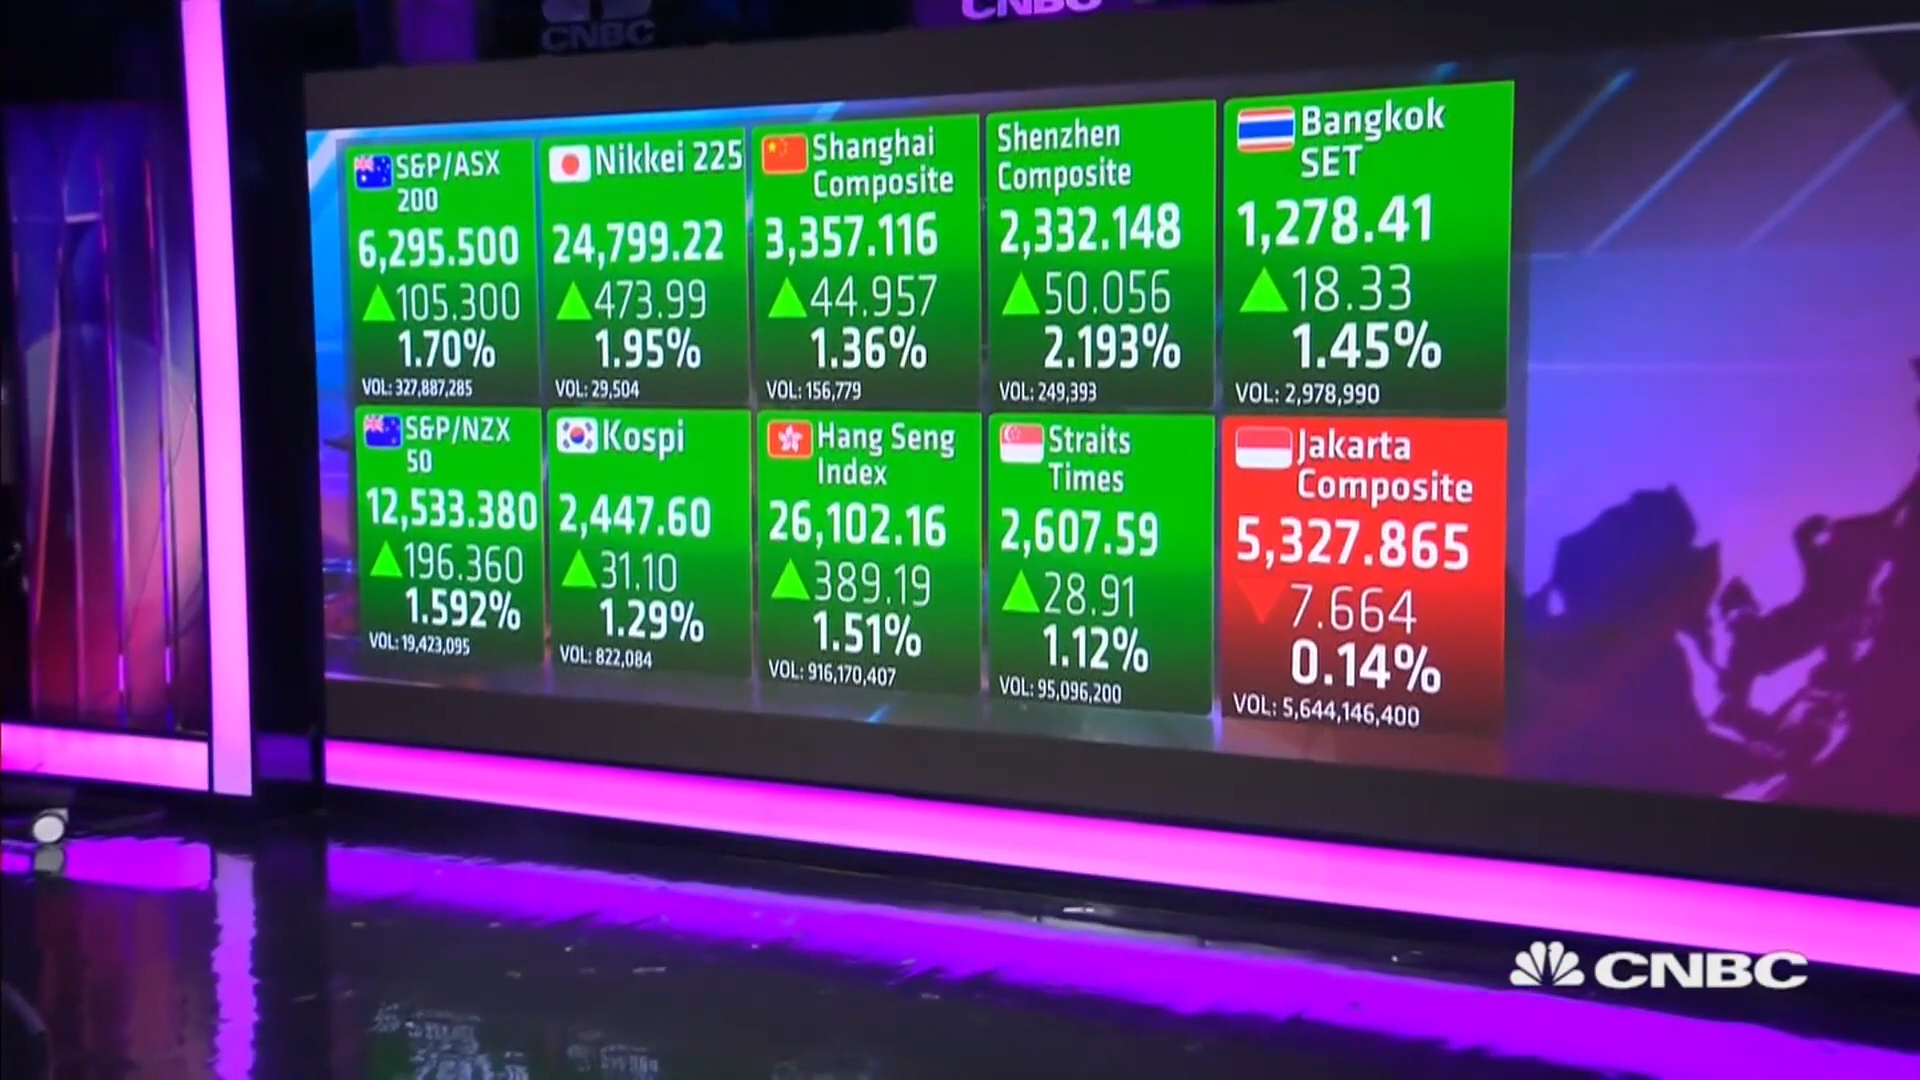 CNBC
CNBC
S&P/ASX
200
6,295.500
105.300
1.70%
VOL: 327,887,285
Nikkei 225
24,799.22
473.99
1.95%
VOL: 29,504
Shanghai
Composite
3,357.116
44.957
1.36%
VOL: 156,779
Shenzhen
Composite
2,332.148
50.056
2.193%
VOL: 249,393
Bangkok
SET
1,278.41
18.33
1.45%
VOL: 2,978,990
S&P/NZX
50
12,533.380
196.360
1.592%
VOL: 19,423,095
Kospi
2,447.60
31.10
1.29%
VOL: 822,084
Hang Seng
Index
26,102.16
389.19
1.51%
VOL: 916,170,407
Straits
Times
2,607.59
28.91
1.12%
VOL: 95,096,200
Jakarta
Composite
5,327.865
7.664
0.14%
VOL: 5,644,146,400
CNBC